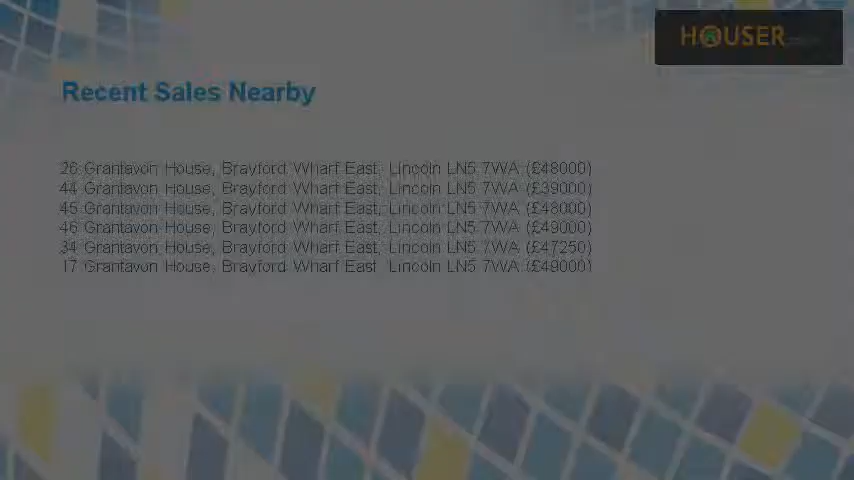 HOUSER
Recent Sales Nearby
26 Grantavon House, Brayford Wharf East, Lincoln LN5 7WA (£48000)
44 Grantavon House, Brayford Wharf East, Lincoln LN5 7WA (£39000)
45 Grantavon House, Brayford Wharf East, Lincoln LN5 7WA (£48000)
46 Grantavon House, Brayford Wharf East, Lincoln LN5 7WA (£49000)
34 Grantavon House, Brayford Wharf East, Lincoln LN5 7WA (£47250)
17 Grantavon House, Brayford Wharf East, Lincoln LN5 7WA (£49000)